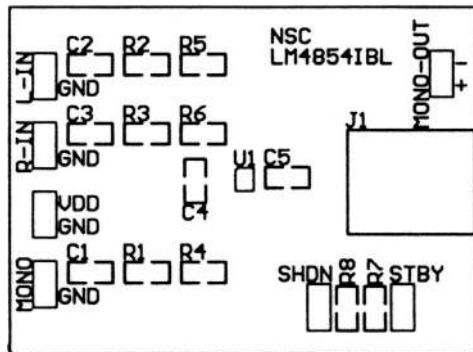 C2 R2 R5
NSC
LM4854IBL
L-IN
GND
MONO-OUT
- +
C3 R3 R6
R-IN
GND
J1
U1 C5
C4
VDD
GND
C1 R1 R4
MONO
GND
SHDN R8 R7 STBY